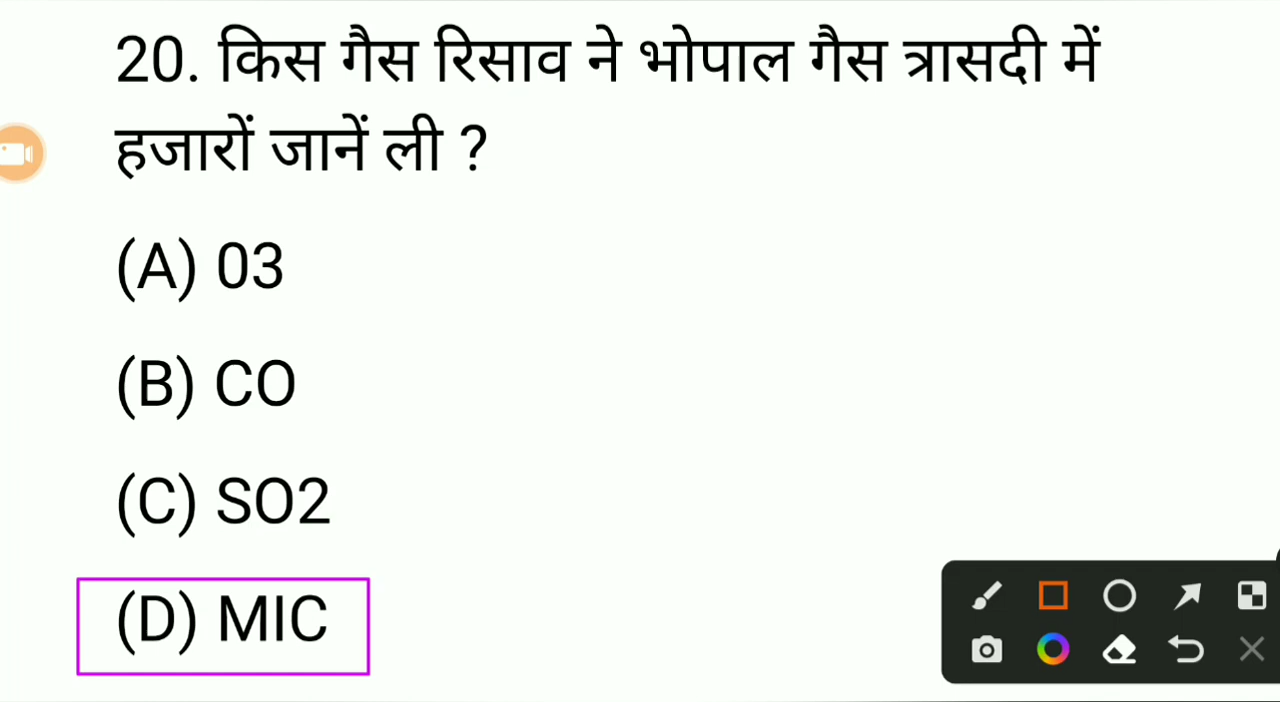 20. किस गैस रिसाव ने भोपाल गैस त्रासदी में
हजारों जानें ली ?
(A) 03
(B) CO
(C) SO2
(D) MIC